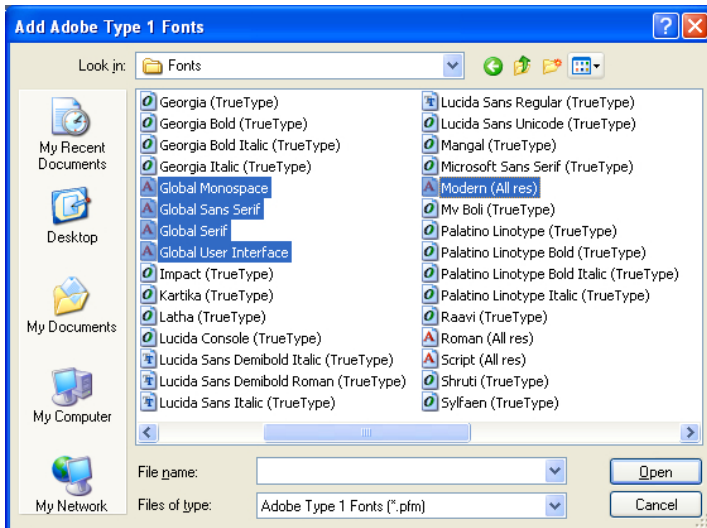 Add Adobe Type 1 Fonts
Look in:
Fonts
My Recent
Documents
Desktop
My Documents
My Computer
My Network
Georgia (TrueType)
Georgia Bold (TrueType)
Georgia Bold Italic (TrueType)
Georgia Italic (TrueType)
Global Monospace
Global Sans Serif
Global Serif
Global User Interface
Impact (TrueType)
Kartika (TrueType)
Latha (TrueType)
Lucida Console (TrueType)
Lucida Sans Demibold Italic (TrueType)
Lucida Sans Demibold Roman (TrueType)
Lucida Sans Italic (TrueType)
Lucida Sans Regular (TrueType)
Lucida Sans Unicode (TrueType)
Mangal (TrueType)
Microsoft Sans Serif (TrueType)
Modern (All res)
Mv Boli (TrueType)
Palatino Linotype (TrueType)
Palatino Linotype Bold (TrueType)
Palatino Linotype Bold Italic (TrueType)
Palatino Linotype Italic (TrueType)
Raavi (TrueType)
Roman (All res)
Script (All res)
Shruti (TrueType)
Sylfaen (TrueType)
File name:
Open
Files of type:
Adobe Type 1 Fonts (*.pfm)
Cancel